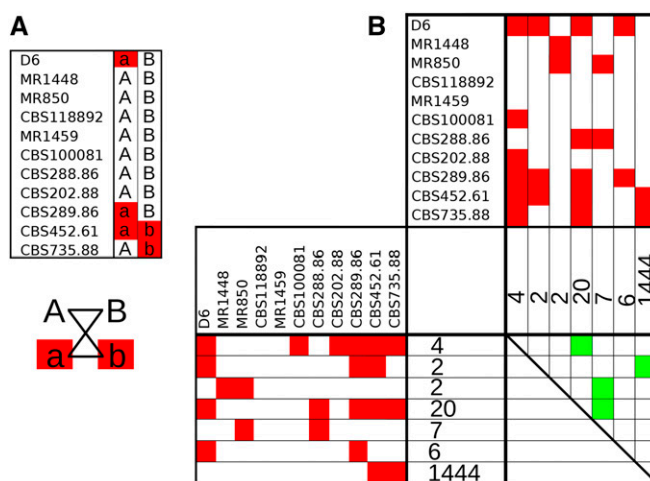 A
D6 a B
MR1448 A B
MR850 A B
CBS118892 A B
MR1459 A B
CBS100081 A B
CBS288.86 A B
CBS202.88 A B
CBS289.86 a B
CBS452.61 a b
CBS735.88 A b
A B
a b
B
D6
MR1448
MR850
CBS118892
MR1459
CBS100081
CBS288.86
CBS202.88
CBS289.86
CBS452.61
CBS735.88
D6
MR1448
MR850
CBS118892
MR1459
CBS100081
CBS288.86
CBS202.88
CBS289.86
CBS452.61
CBS735.88
4
2
2
20
7
6
1444
4
2
2
20
7
6
1444